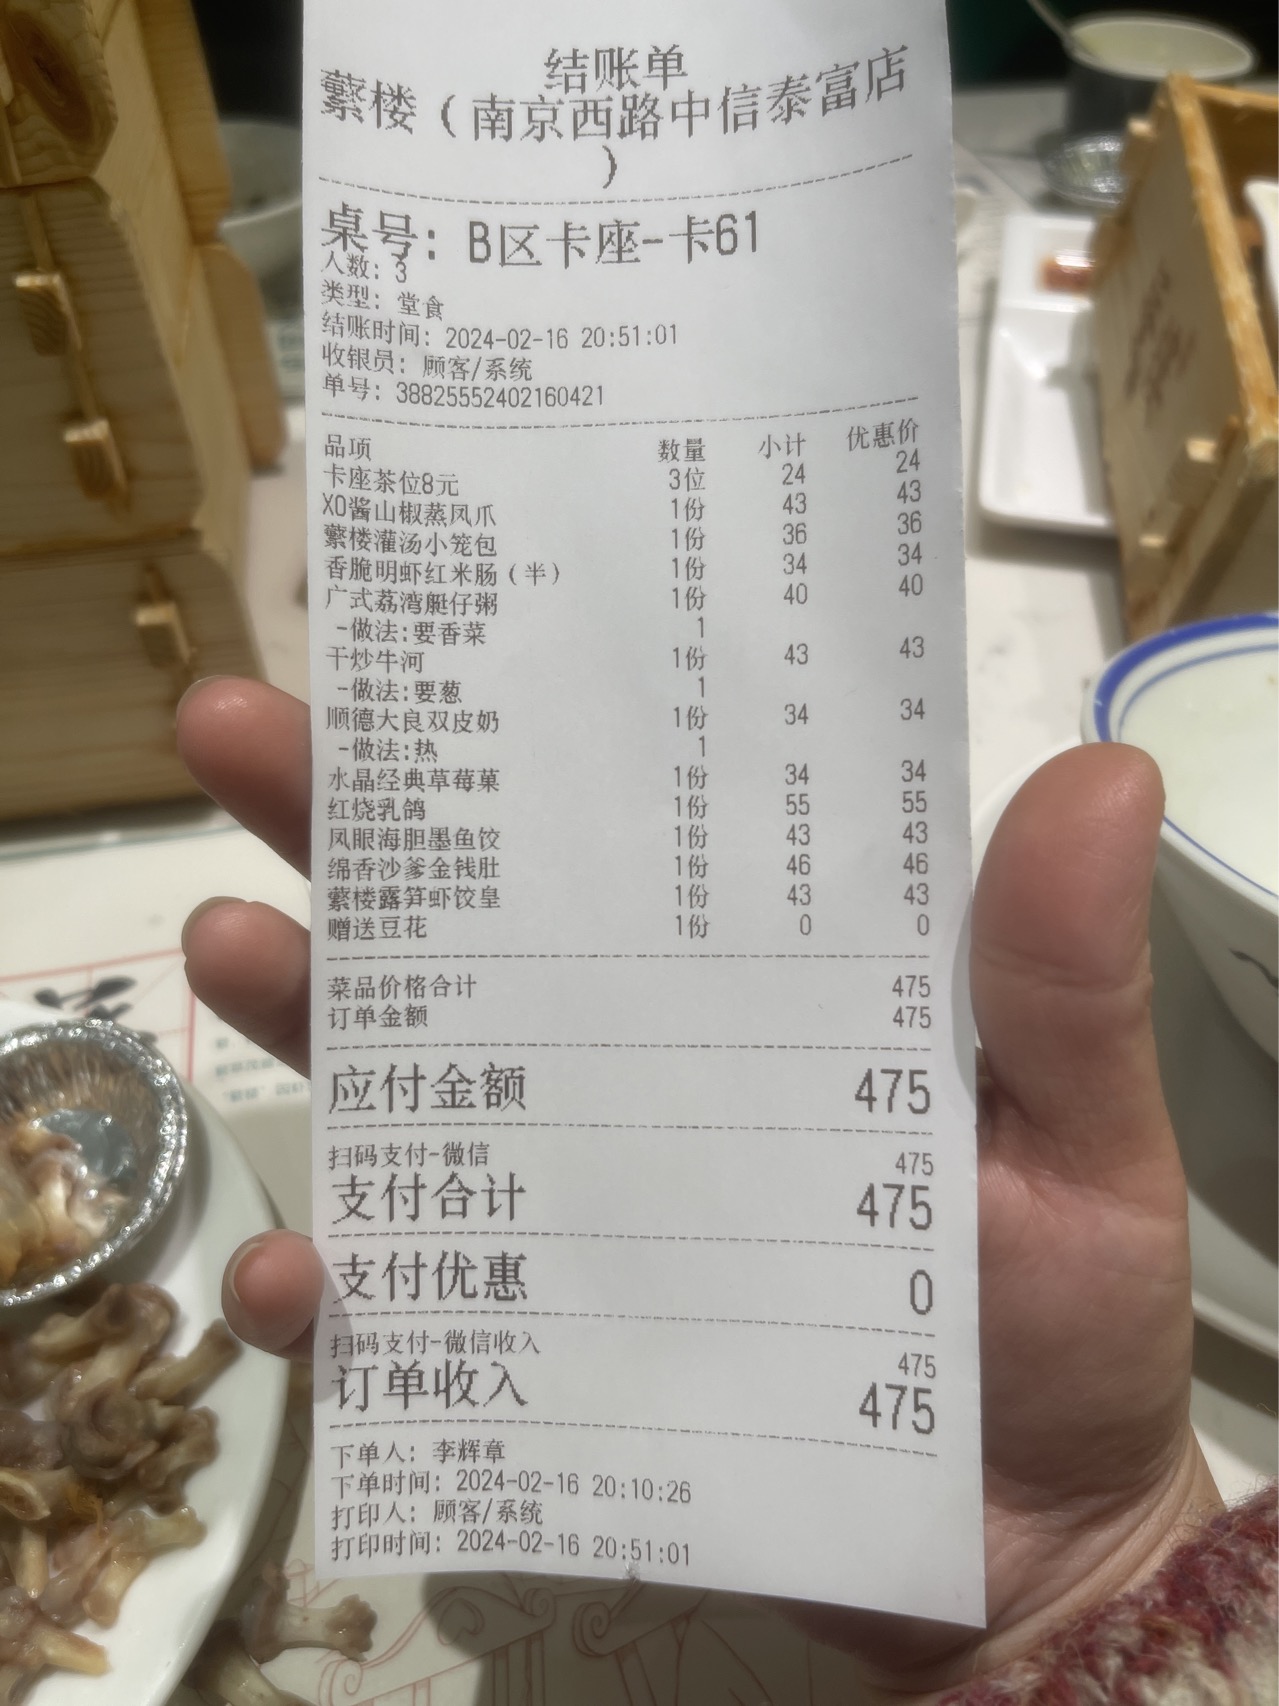 结账单
蘩楼（南京西路中信泰富店
）
桌号：B区卡座-卡61
人数：3
类型：堂食
结账时间：2024-02-16 20:51:01
收银员：顾客/系统
单号：38825552402160421
品项 数量 小计 优惠价
卡座茶位8元 3位 24 24
XO酱山椒蒸凤爪 1份 43 43
蘩楼灌汤小笼包 1份 36 36
香脆明虾红米肠（半） 1份 34 34
广式荔湾艇仔粥 1份 40 40
-做法:要香菜 1
干炒牛河 1份 43 43
-做法:要葱 1
顺德大良双皮奶 1份 34 34
-做法:热 1
水晶经典草莓菓 1份 34 34
红烧乳鸽 1份 55 55
凤眼海胆墨鱼饺 1份 43 43
绵香沙爹金钱肚 1份 46 46
蘩楼露笋虾饺皇 1份 43 43
赠送豆花 1份 0 0
菜品价格合计 475
订单金额 475
应付金额 475
扫码支付-微信 475
支付合计 475
支付优惠 0
扫码支付-微信收入 475
订单收入 475
下单人：李辉章
下单时间：2024-02-16 20:10:26
打印人：顾客/系统
打印时间：2024-02-16 20:51:01